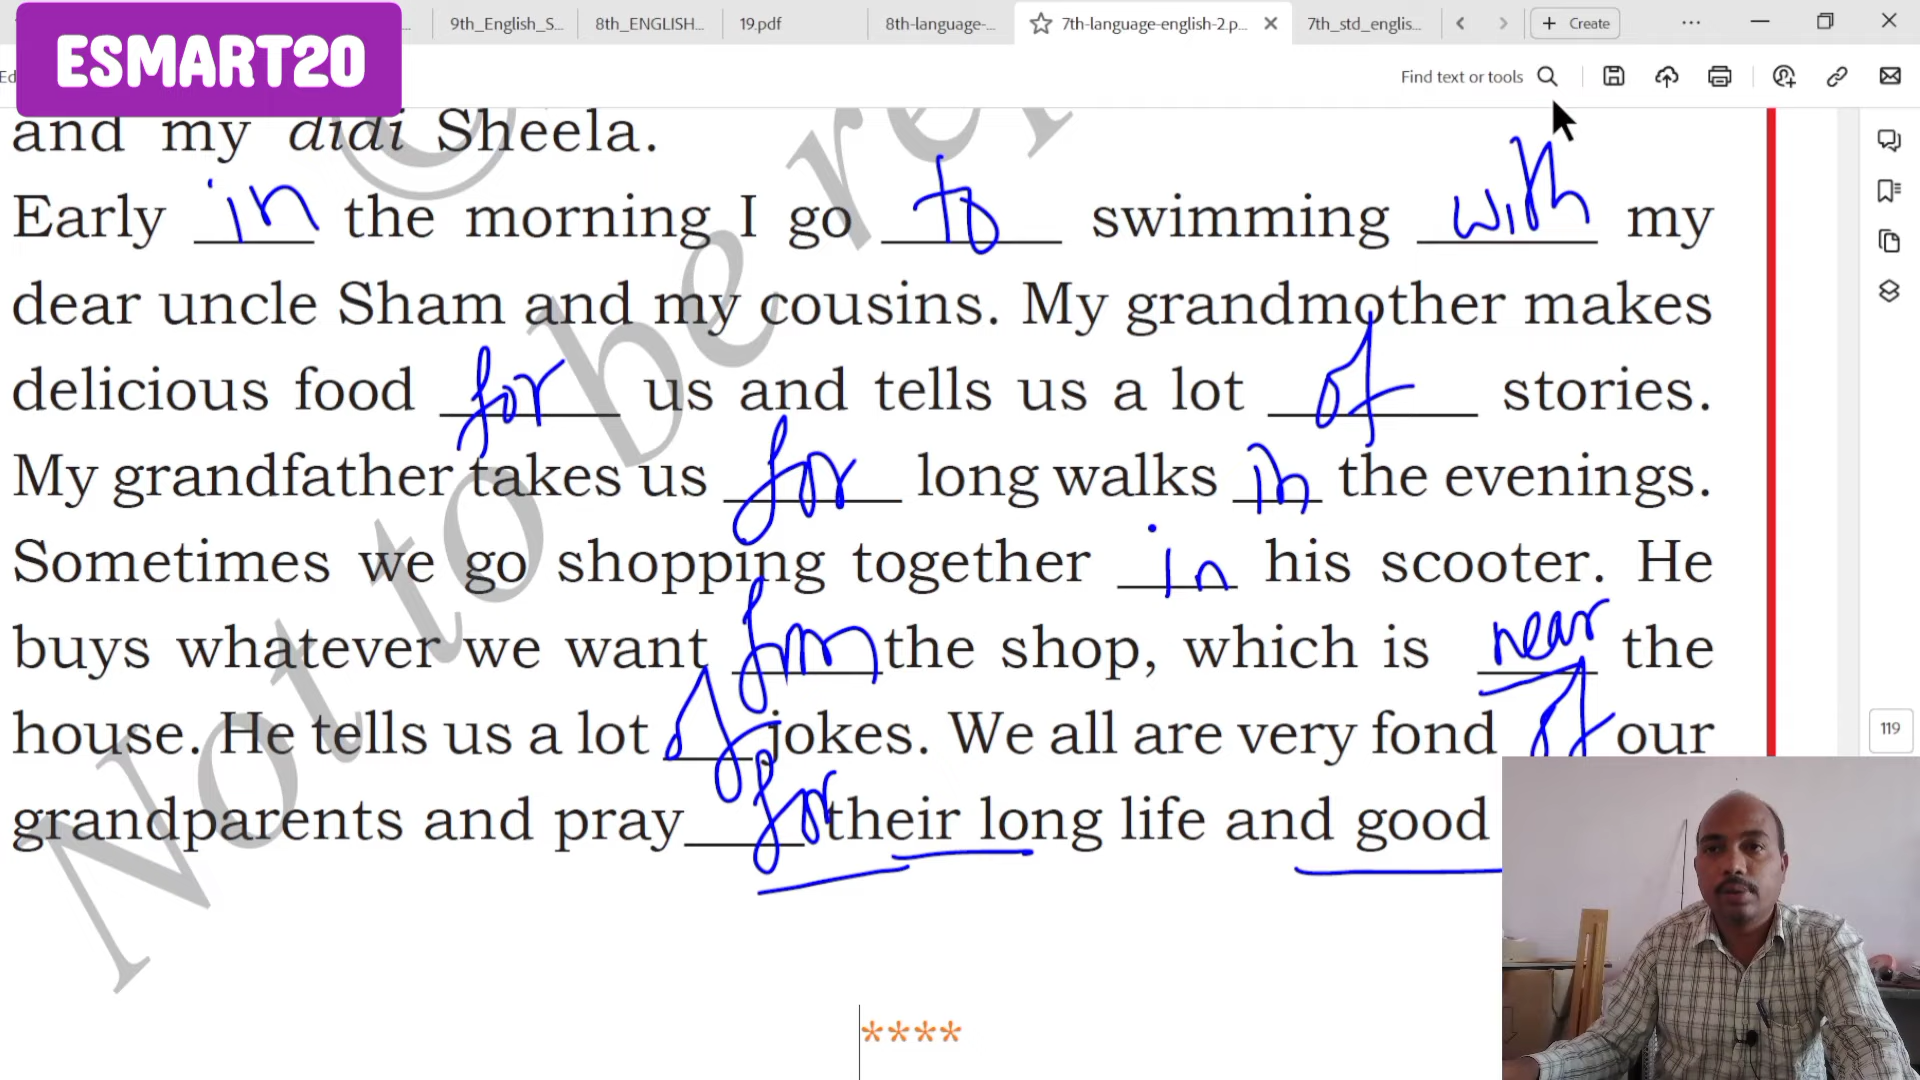 ESMART20
9th_English_S...
8th_ENGLISH...
19.pdf
8th-language-...
7th-language-english-2.p...
7th_std_englis...
Create
Find text or tools
and my didi Sheela.
Early in the morning I go to swimming with my
dear uncle Sham and my cousins. My grandmother makes
delicious food for us and tells us a lot of stories.
My grandfather takes us for long walks in the evenings.
Sometimes we go shopping together in his scooter. He
buys whatever we want from the shop, which is near the
house. He tells us a lot of jokes. We all are very fond of our
grandparents and pray for their long life and good
Not to be rep
119
****